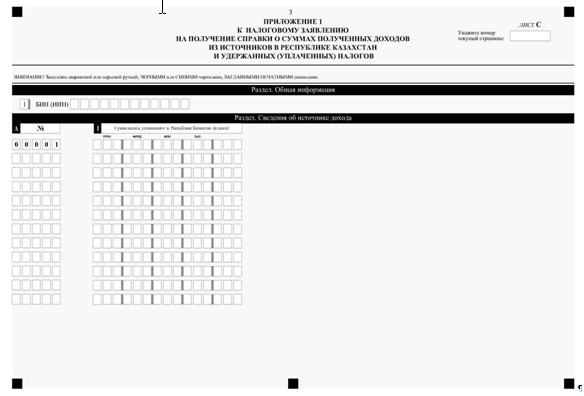 3
ПРИЛОЖЕНИЕ 1
К НАЛОГОВОМУ ЗАЯВЛЕНИЮ
НА ПОЛУЧЕНИЕ СПРАВКИ О СУММАХ ПОЛУЧЕННЫХ ДОХОДОВ
ИЗ ИСТОЧНИКОВ В РЕСПУБЛИКЕ КАЗАХСТАН
И УДЕРЖАННЫХ (УПЛАЧЕННЫХ) НАЛОГОВ
ЛИСТ C
Укажите номер
текущей страницы:
ВНИМАНИЕ! Заполнять шариковой или перьевой ручкой, ЧЕРНЫМИ или СИНИМИ чернилами, ЗАГЛАВНЫМИ ПЕЧАТНЫМИ символами.
Раздел. Общая информация
1 БИН (ИИН)
Раздел. Сведения об источнике дохода
A № I Сумма налога, уплаченного в Республике Казахстан (в тенге)
трлн. млрд. млн. тыс.
0 0 0 0 1